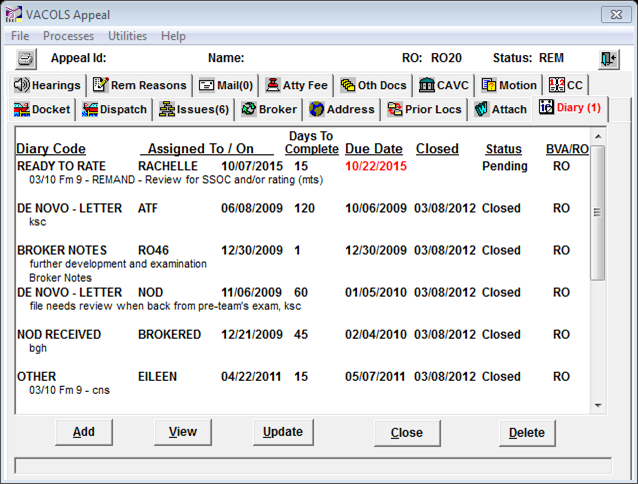 VACOLS Appeal
File Processes Utilities Help
Appeal Id: Name: RO: RO20 Status: REM
Hearings Rem Reasons Mail(0) Atty Fee Oth Docs CAVC Motion CC
Docket Dispatch Issues(6) Broker Address Prior Locs Attach Diary (1)
Diary Code Assigned To / On Days To Complete Due Date Closed Status BVA/RO
READY TO RATE RACHELLE 10/07/2015 15 10/22/2015 Pending RO
03/10 Fm 9 - REMAND - Review for SSOC and/or rating (mts)
DE NOVO - LETTER ATF 06/08/2009 120 10/06/2009 03/08/2012 Closed RO
ksc
BROKER NOTES RO46 12/30/2009 1 12/30/2009 03/08/2012 Closed RO
further development and examination
Broker Notes
DE NOVO - LETTER NOD 11/06/2009 60 01/05/2010 03/08/2012 Closed RO
file needs review when back from pre-team's exam, ksc
NOD RECEIVED BROKERED 12/21/2009 45 02/04/2010 03/08/2012 Closed RO
bgh
OTHER EILEEN 04/22/2011 15 05/07/2011 03/08/2012 Closed RO
03/10 Fm 9 - cns
Add View Update Close Delete